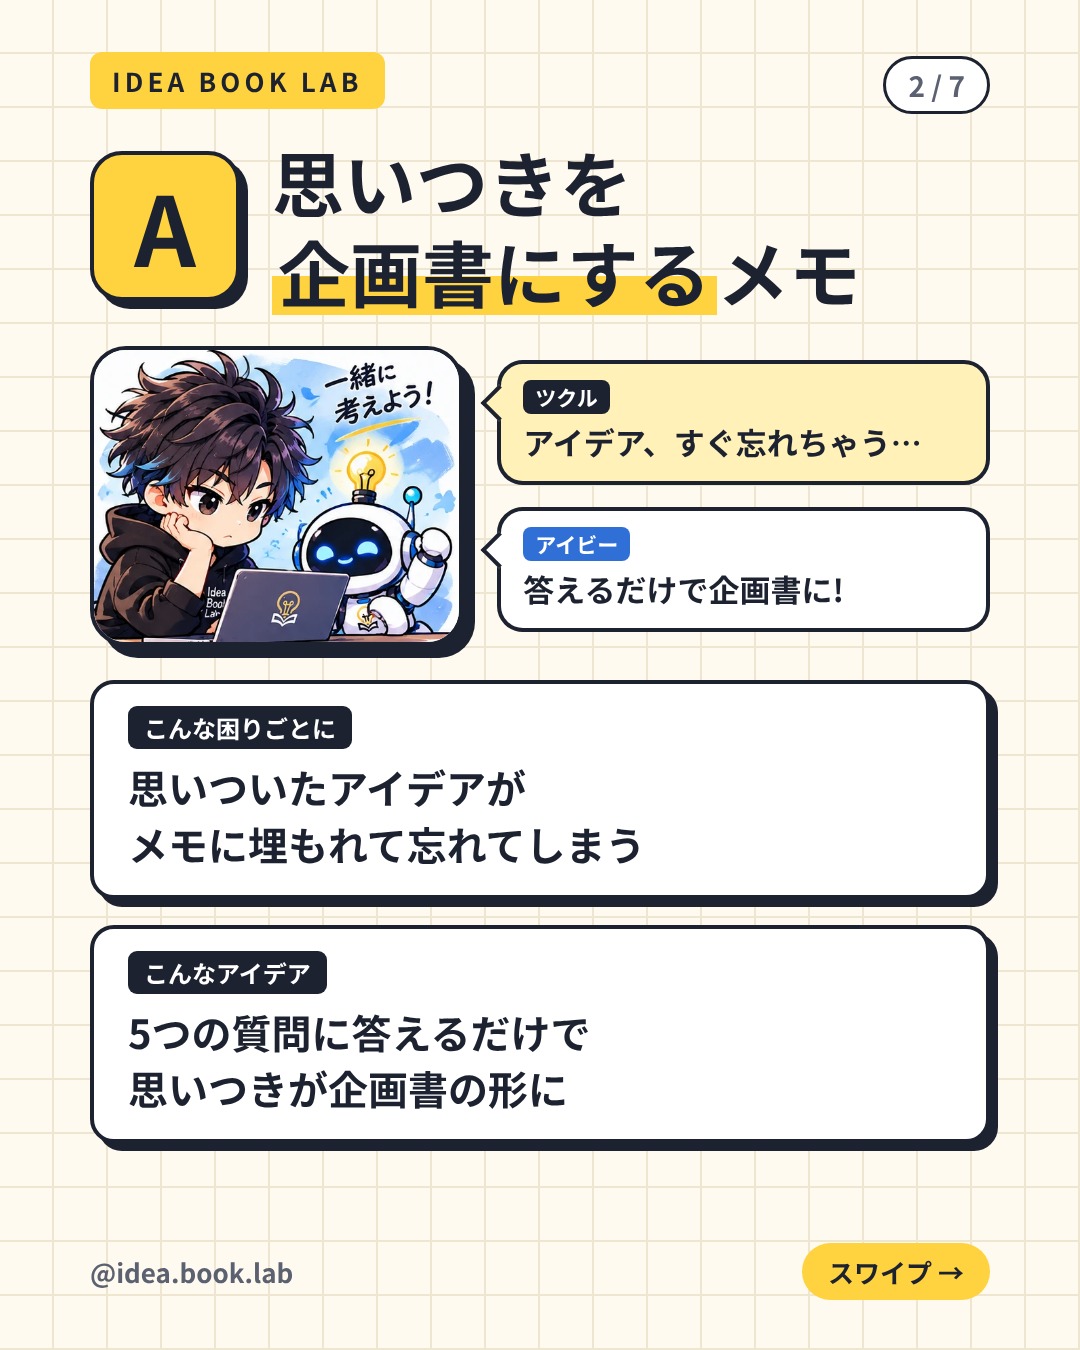 IDEA BOOK LAB
2 / 7
A
思いつきを
企画書にするメモ
一緒に
考えよう!
Idea
Book
Lab
ツクル
アイデア、すぐ忘れちゃう…
アイビー
答えるだけで企画書に!
こんな困りごとに
思いついたアイデアが
メモに埋もれて忘れてしまう
こんなアイデア
5つの質問に答えるだけで
思いつきが企画書の形に
@idea.book.lab
スワイプ →